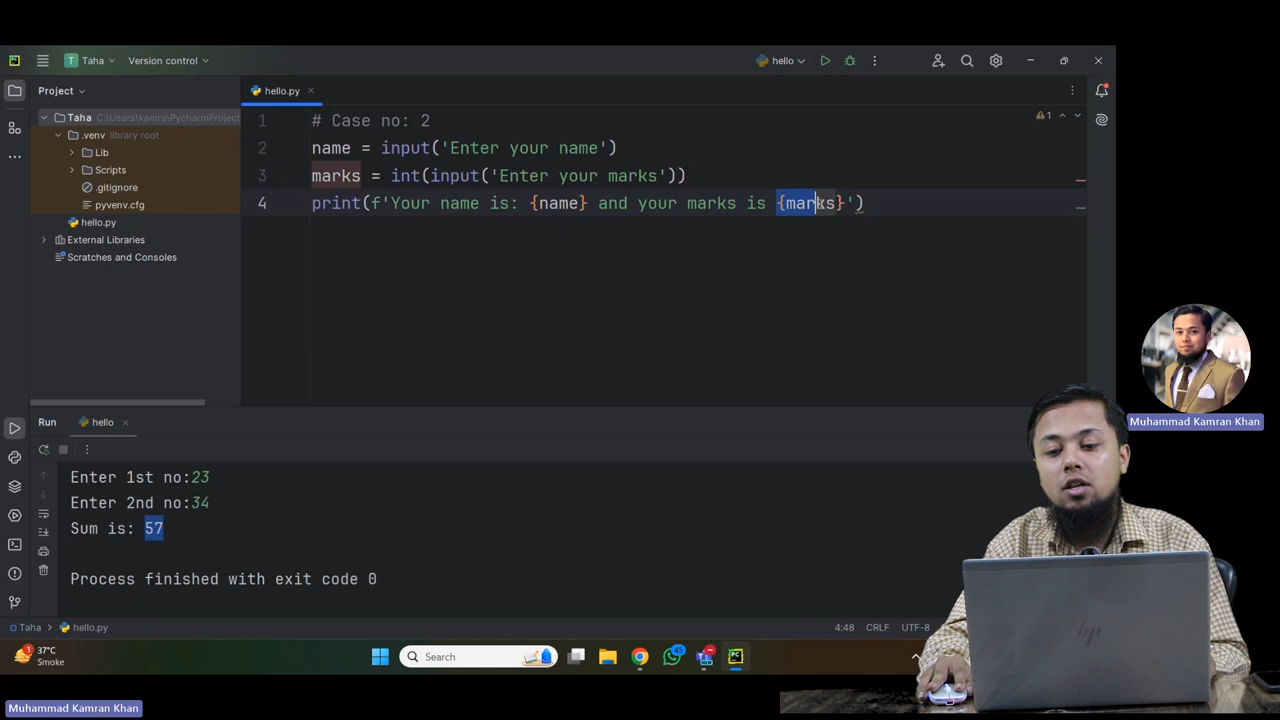 Taha
Version control
hello
Project
hello.py
Taha C:\Users\kamra\PycharmProject
.venv library root
Lib
Scripts
.gitignore
pyvenv.cfg
hello.py
External Libraries
Scratches and Consoles
1 # Case no: 2
2 name = input('Enter your name')
3 marks = int(input('Enter your marks'))
4 print(f'Your name is: {name} and your marks is {marks}')
1
Run
hello
Enter 1st no:23
Enter 2nd no:34
Sum is: 57
Process finished with exit code 0
Taha > hello.py
4:48 CRLF UTF-8
37°C
Smoke
Search
45
Muhammad Kamran Khan
hp
Muhammad Kamran Khan